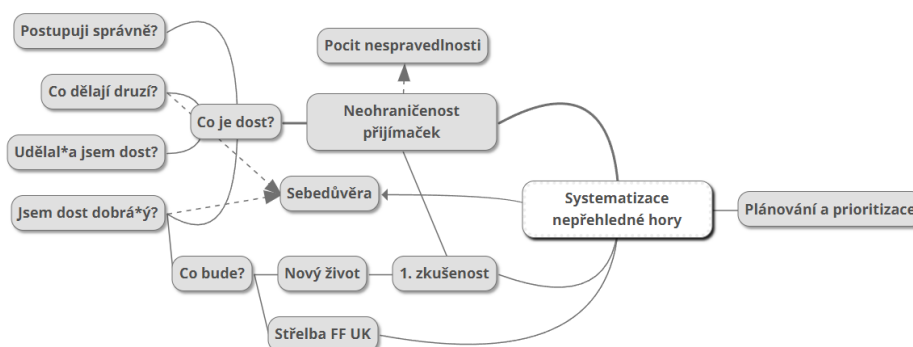 Postupuji správně?
Pocit nespravedlnosti
Co dělají druzí?
Neohraničenost
přijímaček
Co je dost?
Udělal*a jsem dost?
Sebedůvěra
Systematizace
nepřehledné hory
Plánování a prioritizace
Jsem dost dobrá*ý?
Co bude?
Nový život
1. zkušenost
Střelba FF UK